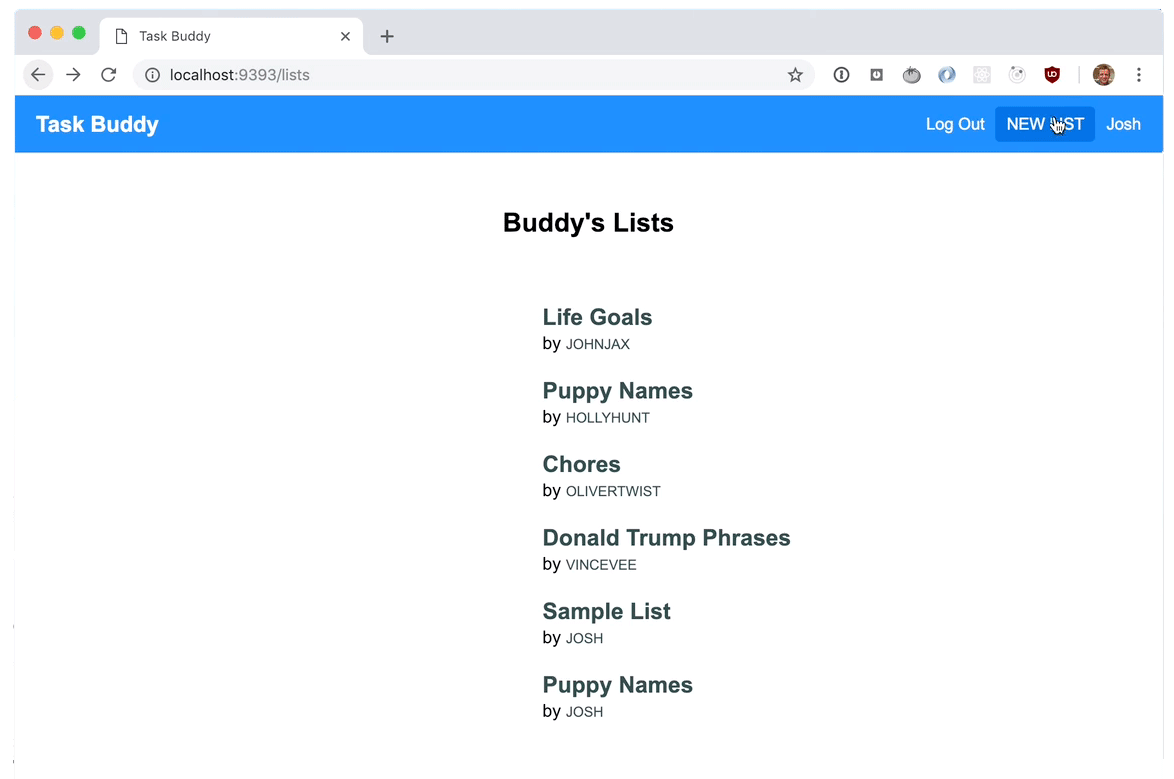 Task Buddy
localhost:9393/lists
Task Buddy
Log Out NEW LIST Josh
Buddy's Lists
Life Goals
by JOHNJAX
Puppy Names
by HOLLYHUNT
Chores
by OLIVERTWIST
Donald Trump Phrases
by VINCEVEE
Sample List
by JOSH
Puppy Names
by JOSH